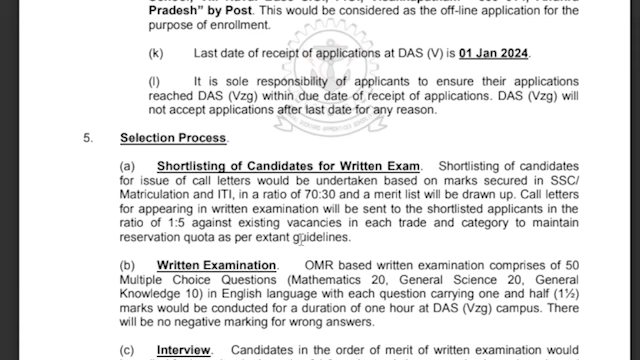 Pradesh" by Post. This would be considered as the off-line application for the
purpose of enrollment.
(k) Last date of receipt of applications at DAS (V) is 01 Jan 2024.
(l) It is sole responsibility of applicants to ensure their applications
reached DAS (Vzg) within due date of receipt of applications. DAS (Vzg) will
not accept applications after last date for any reason.
5. Selection Process.
(a) Shortlisting of Candidates for Written Exam. Shortlisting of candidates
for issue of call letters would be undertaken based on marks secured in SSC/
Matriculation and ITI, in a ratio of 70:30 and a merit list will be drawn up. Call letters
for appearing in written examination will be sent to the shortlisted applicants in the
ratio of 1:5 against existing vacancies in each trade and category to maintain
reservation quota as per extant guidelines.
(b) Written Examination. OMR based written examination comprises of 50
Multiple Choice Questions (Mathematics 20, General Science 20, General
Knowledge 10) in English language with each question carrying one and half (1½)
marks would be conducted for a duration of one hour at DAS (Vzg) campus. There
will be no negative marking for wrong answers.
(c) Interview. Candidates in the order of merit of written examination would